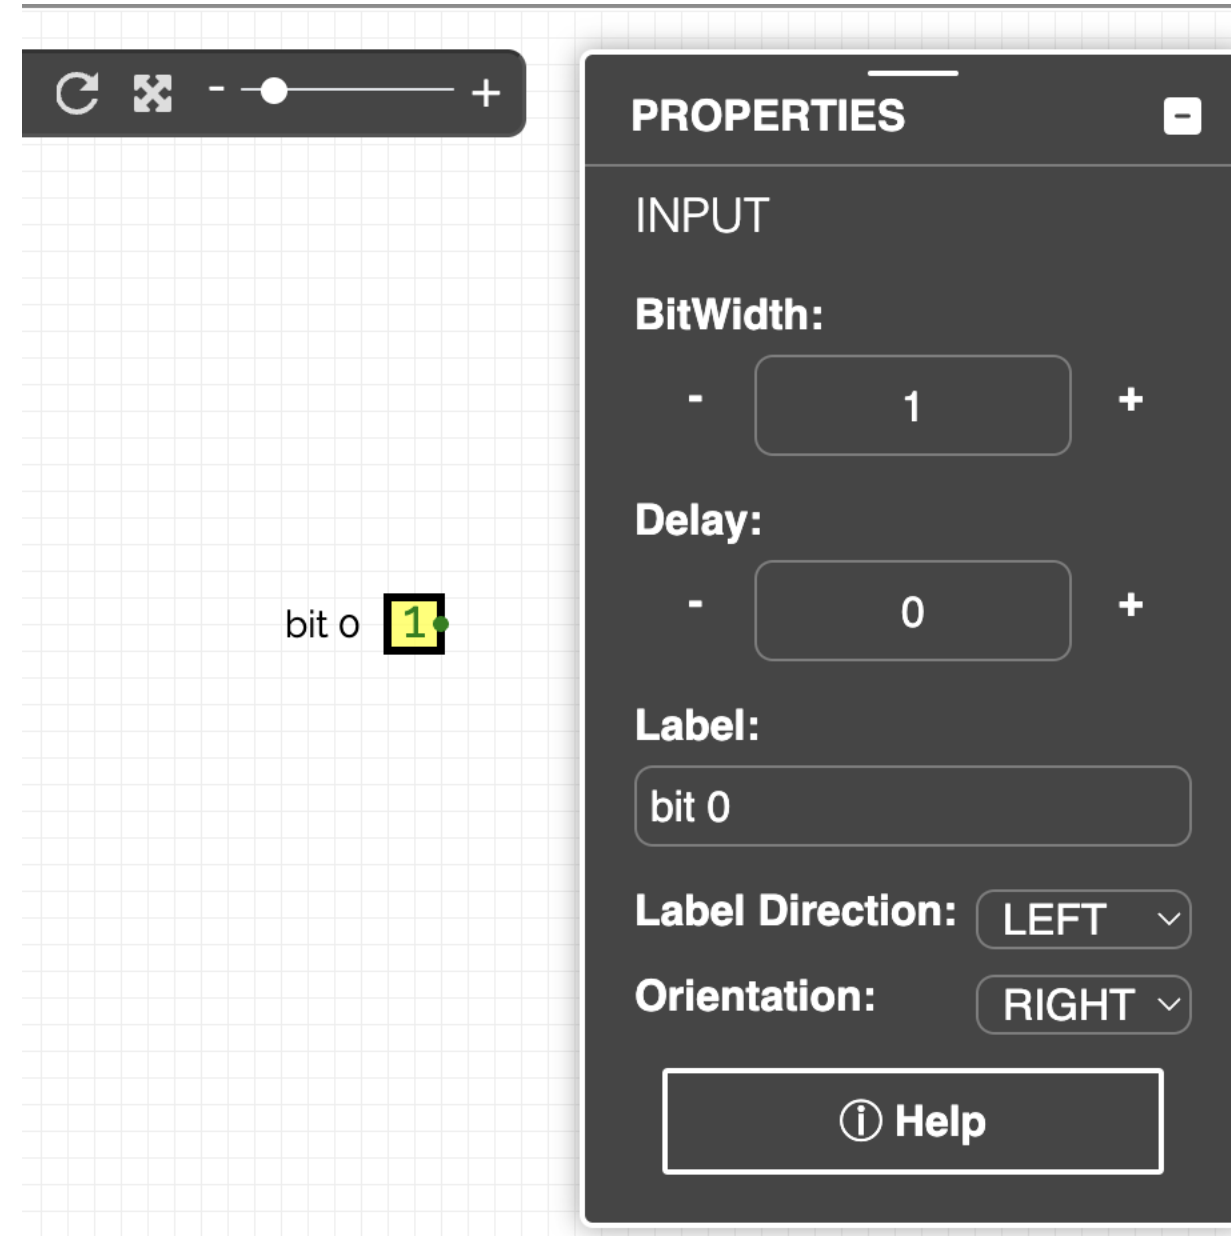 - +
PROPERTIES -
INPUT
BitWidth:
- 1 +
Delay:
- 0 +
bit 0 1
Label:
bit 0
Label Direction: LEFT
Orientation: RIGHT
i Help